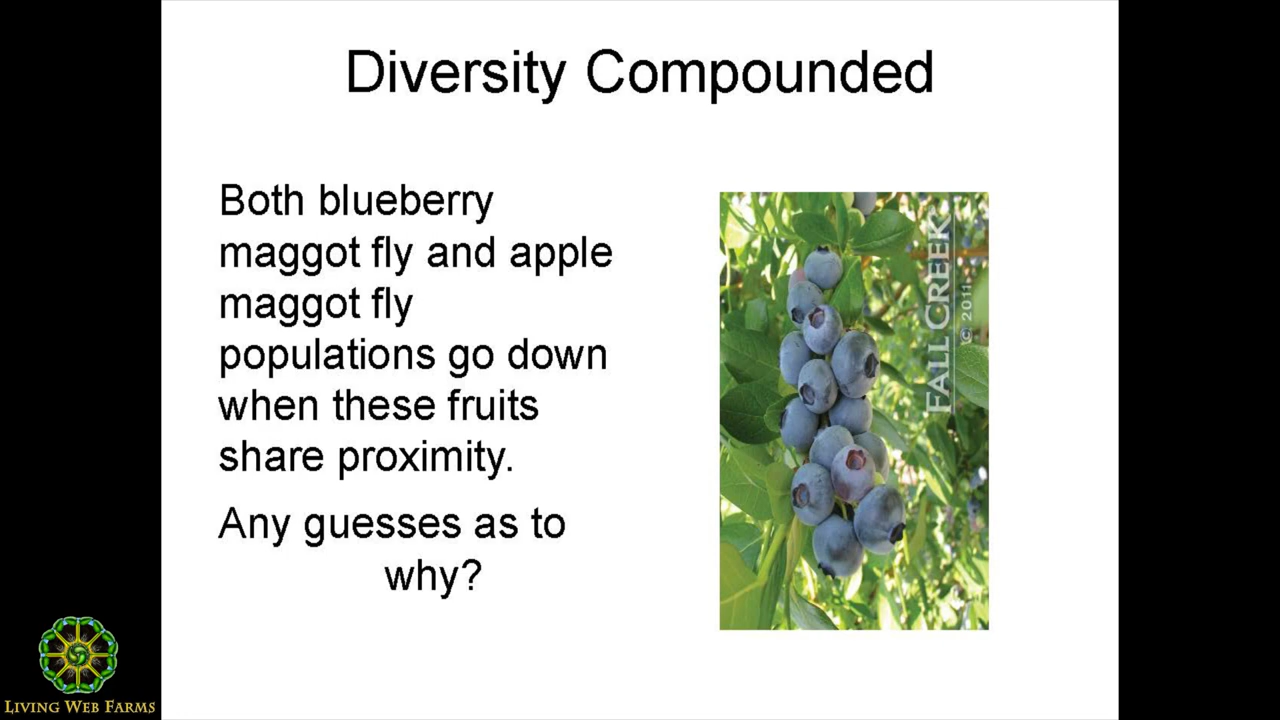 Diversity Compounded
Both blueberry
maggot fly and apple
maggot fly
populations go down
when these fruits
share proximity.
Any guesses as to
why?
FALL CREEK
© 2011
LIVING WEB FARMS